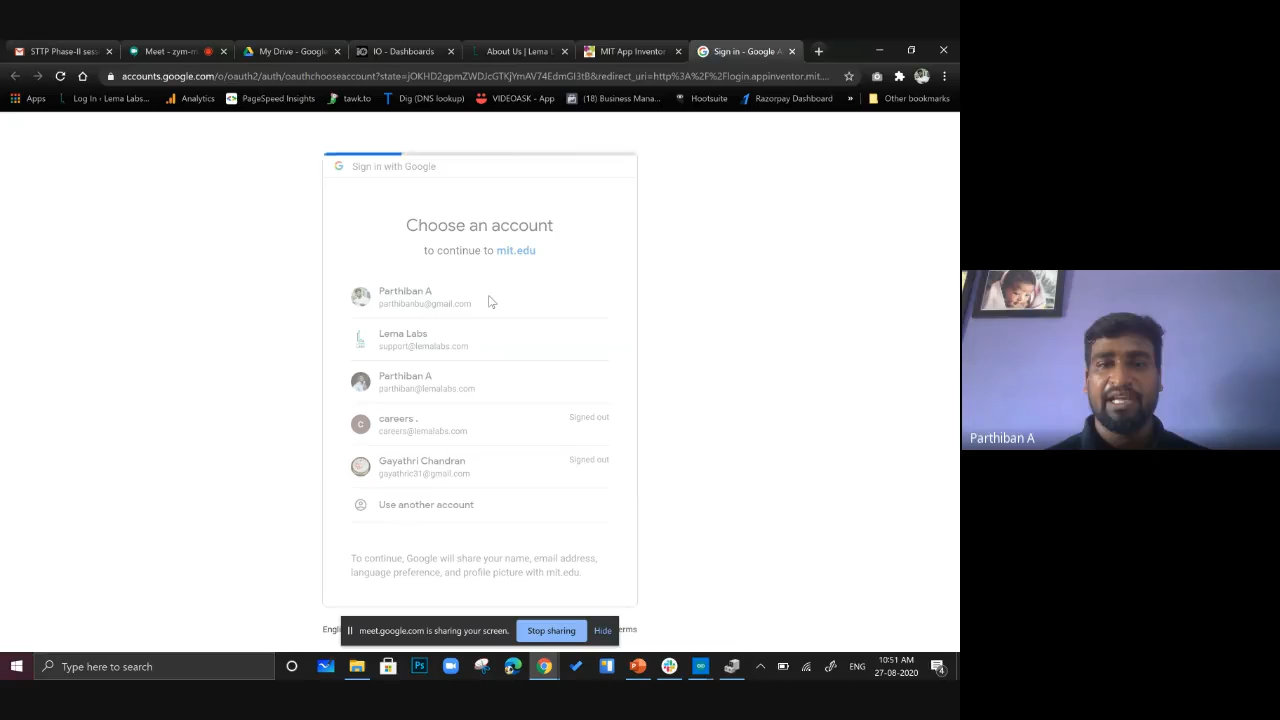 STTP Phase-II ses
Meet - zym-m
My Drive - Google
IO - Dashboards
About Us | Lema L
MIT App Inventor
Sign in - Google A
accounts.google.com/o/oauth2/auth/oauthchooseaccount?state=jOKHD2gpmZWDJcGTKjYmAV74EdmGI3tB&redirect_uri=http%3A%2F%2Flogin.appinventor.mit....
Apps
Log In ‹ Lema Labs...
Analytics
PageSpeed Insights
tawk.to
Dig (DNS lookup)
VIDEOASK - App
(18) Business Mana...
Hootsuite
Razorpay Dashboard
»
Other bookmarks
Sign in with Google
Choose an account
to continue to mit.edu
Parthiban A
parthibanbu@gmail.com
Lema Labs
support@lemalabs.com
Parthiban A
parthiban@lemalabs.com
careers .
Signed out
careers@lemalabs.com
Gayathri Chandran
Signed out
gayathric31@gmail.com
Use another account
To continue, Google will share your name, email address,
language preference, and profile picture with mit.edu.
Engli
meet.google.com is sharing your screen.
Stop sharing
Hide
erms
Parthiban A
Type here to search
Ps
ENG
10:51 AM
27-08-2020
4